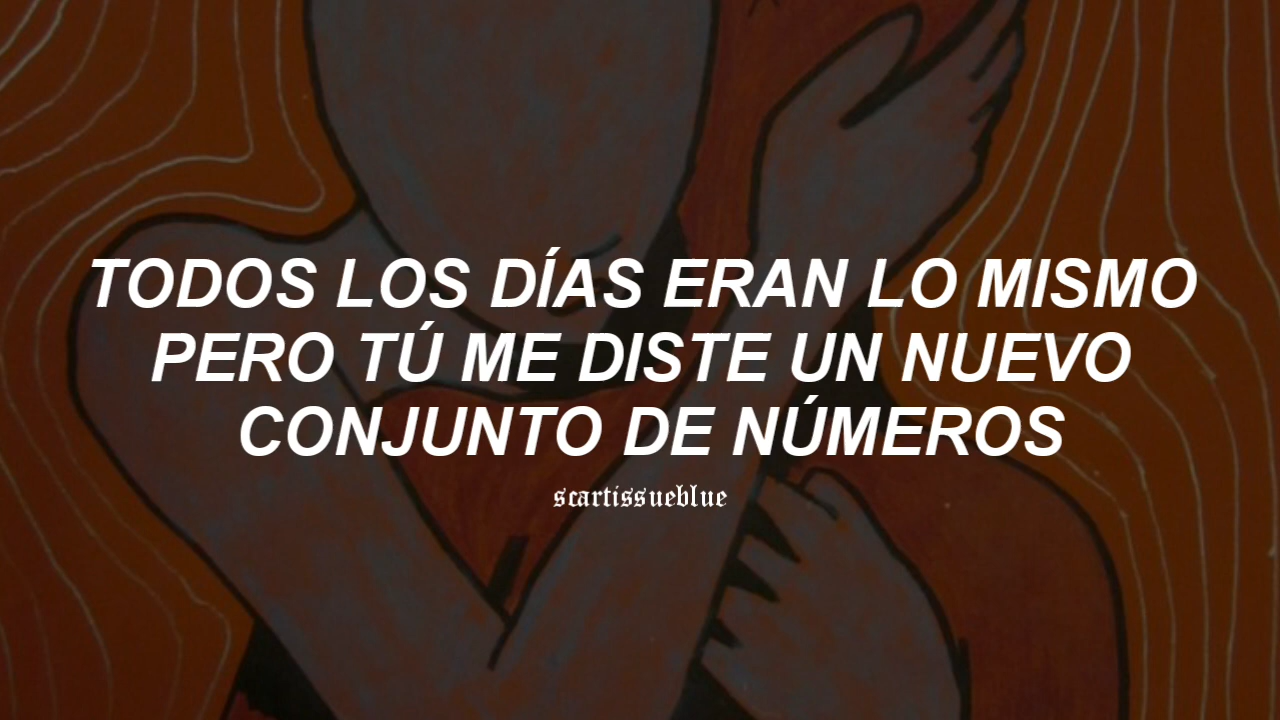 TODOS LOS DÍAS ERAN LO MISMO
PERO TÚ ME DISTE UN NUEVO
CONJUNTO DE NÚMEROS
scartissueblue